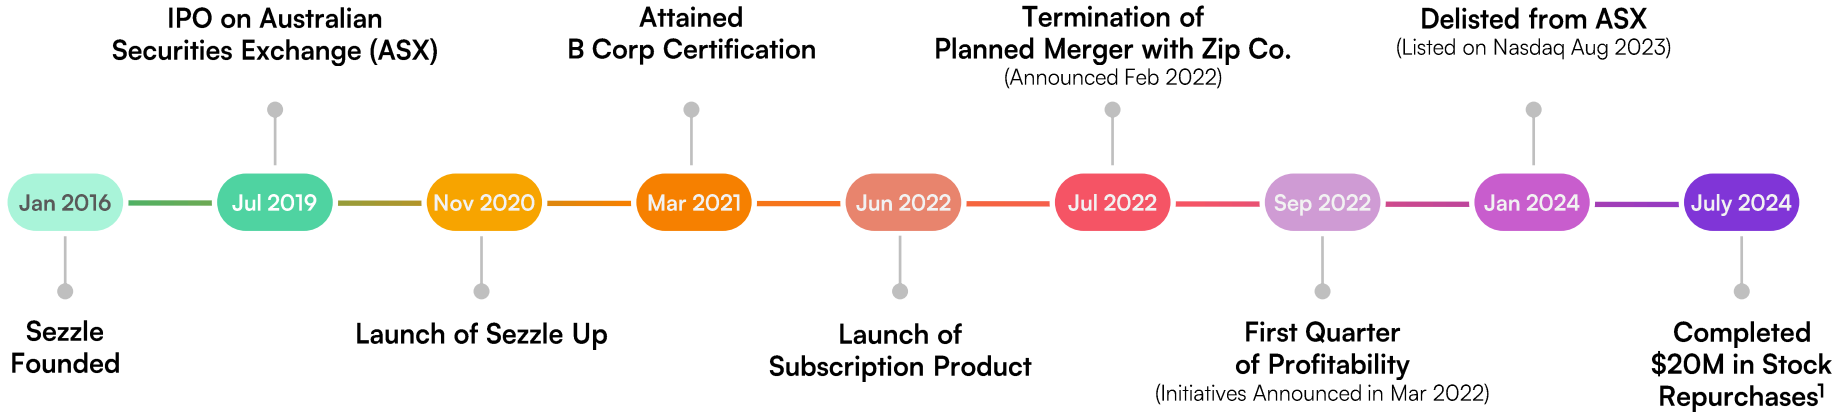 IPO on Australian
Securities Exchange (ASX)
Attained
B Corp Certification
Termination of
Planned Merger with Zip Co.
(Announced Feb 2022)
Delisted from ASX
(Listed on Nasdaq Aug 2023)
Jan 2016
Jul 2019
Nov 2020
Mar 2021
Jun 2022
Jul 2022
Sep 2022
Jan 2024
July 2024
Sezzle
Founded
Launch of Sezzle Up
Launch of
Subscription Product
First Quarter
of Profitability
(Initiatives Announced in Mar 2022)
Completed
$20M in Stock
Repurchases¹